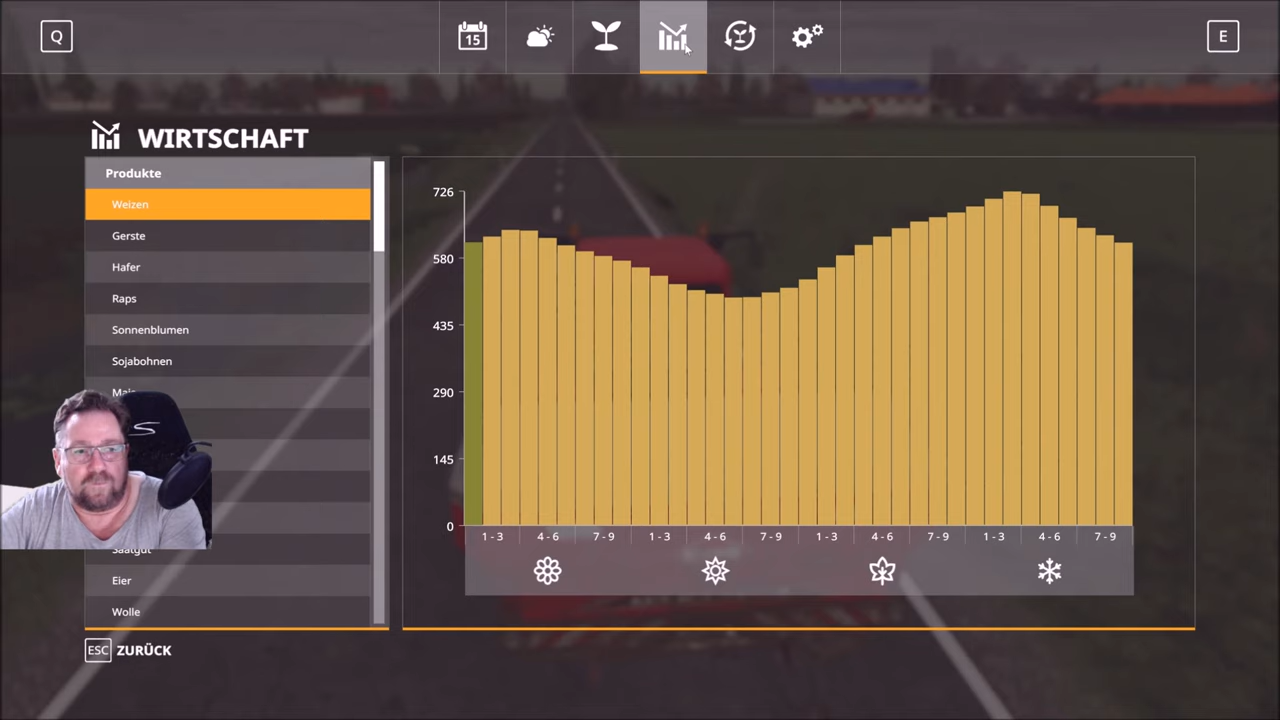 Q
15
E
WIRTSCHAFT
Produkte
Weizen
Gerste
Hafer
Raps
Sonnenblumen
Sojabohnen
Mais
Saatgut
Eier
Wolle
726
580
435
290
145
0
1 - 3 4 - 6 7 - 9 1 - 3 4 - 6 7 - 9 1 - 3 4 - 6 7 - 9 1 - 3 4 - 6 7 - 9
ESC ZURÜCK